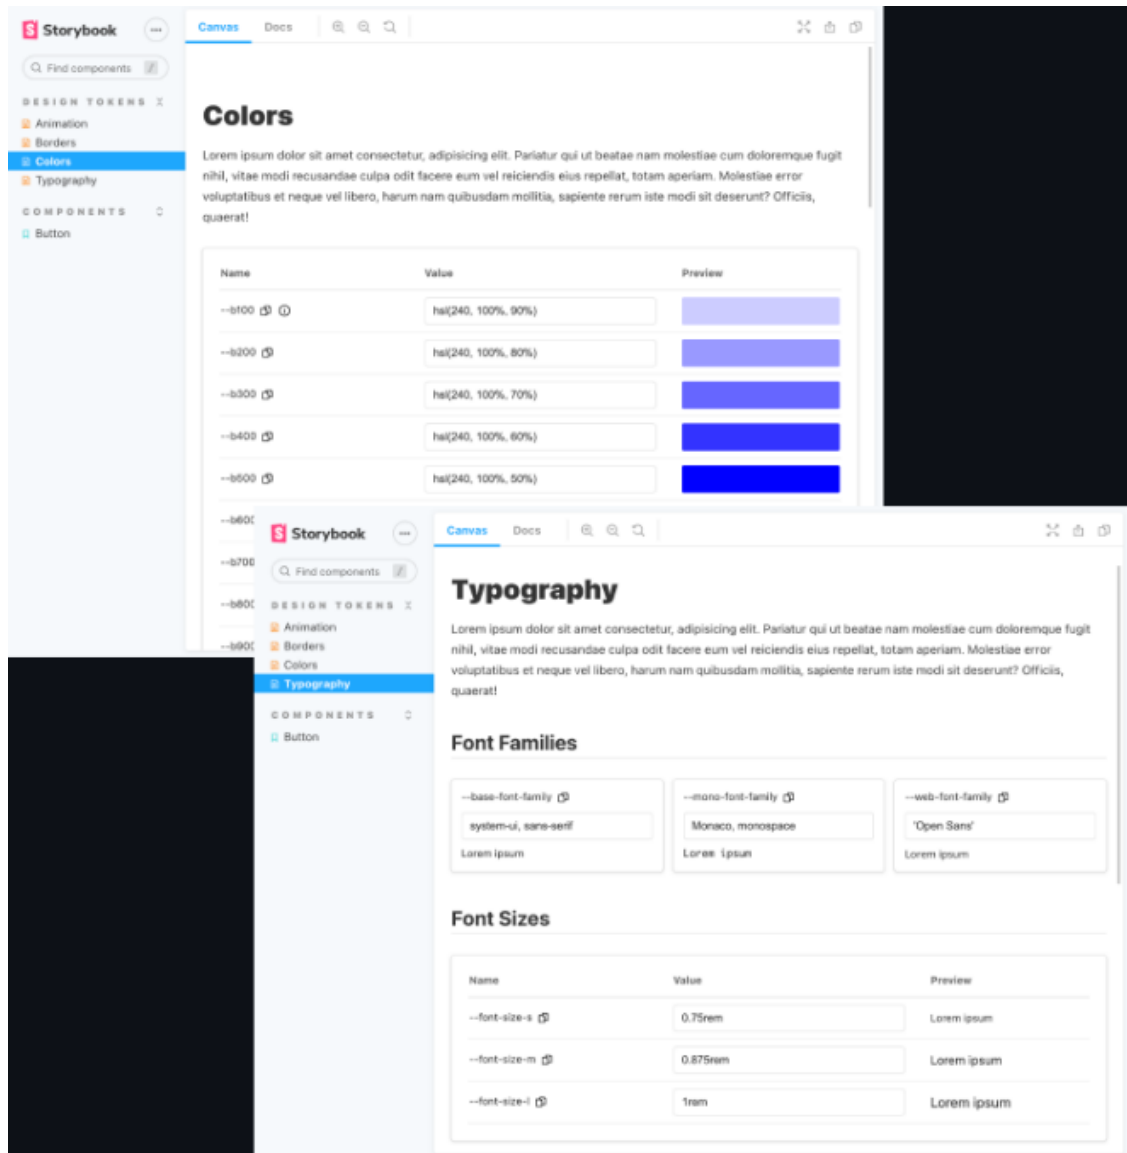 Storybook
Canvas Docs
Find components /
DESIGN TOKENS
Animation
Borders
Colors
Typography
COMPONENTS
Button
Colors
Lorem ipsum dolor sit amet consectetur, adipisicing elit. Pariatur qui ut beatae nam molestiae cum doloremque fugit
nihil, vitae modi recusandae culpa odit facere eum vel reiciendis eius repellat, totam aperiam. Molestiae error
voluptatibus et neque vel libero, harum nam quibusdam mollitia, sapiente rerum iste modi sit deserunt? Officiis,
quaerat!
Name Value Preview
--b100 hsl(240, 100%, 90%)
--b200 hsl(240, 100%, 80%)
--b300 hsl(240, 100%, 70%)
--b400 hsl(240, 100%, 60%)
--b500 hsl(240, 100%, 50%)
--b600
--b700
--b800
--b900
Storybook
Canvas Docs
Find components /
DESIGN TOKENS
Animation
Borders
Colors
Typography
COMPONENTS
Button
Typography
Lorem ipsum dolor sit amet consectetur, adipisicing elit. Pariatur qui ut beatae nam molestiae cum doloremque fugit
nihil, vitae modi recusandae culpa odit facere eum vel reiciendis eius repellat, totam aperiam. Molestiae error
voluptatibus et neque vel libero, harum nam quibusdam mollitia, sapiente rerum iste modi sit deserunt? Officiis,
quaerat!
Font Families
--base-font-family --mono-font-family --web-font-family
system-ui, sans-serif Monaco, monospace 'Open Sans'
Lorem ipsum Lorem ipsum Lorem ipsum
Font Sizes
Name Value Preview
--font-size-s 0.75rem Lorem ipsum
--font-size-m 0.875rem Lorem ipsum
--font-size-l 1rem Lorem ipsum